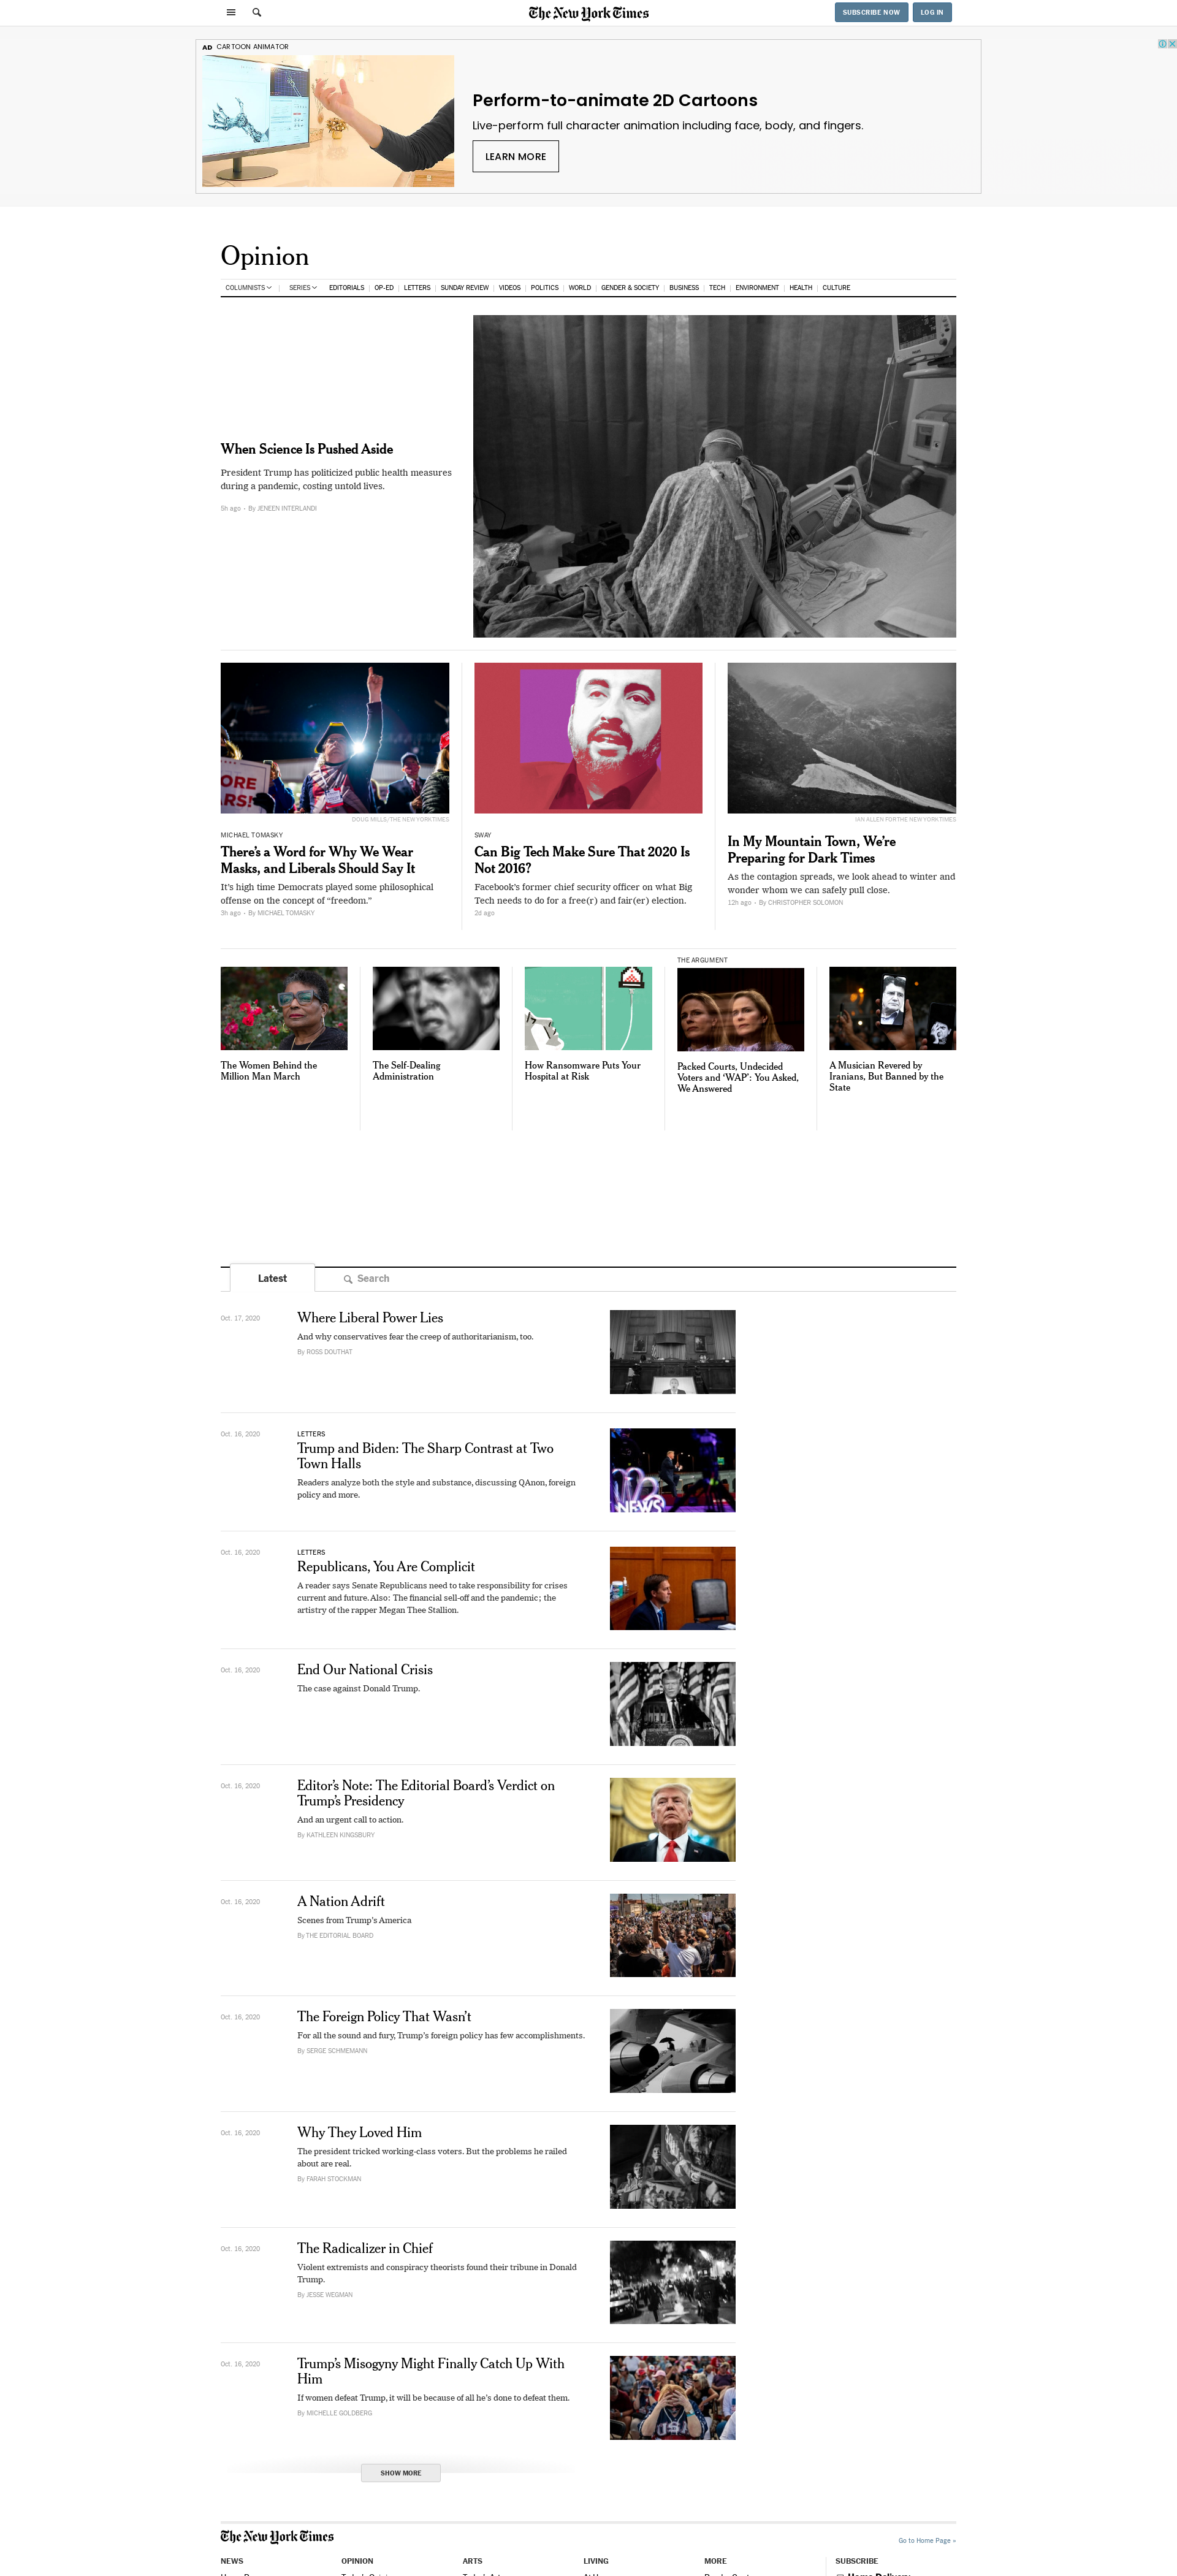 The New York Times
SUBSCRIBE NOW
LOG IN
AD CARTOON ANIMATOR
Perform-to-animate 2D Cartoons
Live-perform full character animation including face, body, and fingers.
LEARN MORE
Opinion
COLUMNISTS
SERIES
EDITORIALS
OP-ED
LETTERS
SUNDAY REVIEW
VIDEOS
POLITICS
WORLD
GENDER & SOCIETY
BUSINESS
TECH
ENVIRONMENT
HEALTH
CULTURE
When Science Is Pushed Aside
President Trump has politicized public health measures
during a pandemic, costing untold lives.
5h ago • By JENEEN INTERLANDI
DOUG MILLS/THE NEW YORK TIMES
MICHAEL TOMASKY
There’s a Word for Why We Wear
Masks, and Liberals Should Say It
It’s high time Democrats played some philosophical
offense on the concept of “freedom.”
3h ago • By MICHAEL TOMASKY
SWAY
Can Big Tech Make Sure That 2020 Is
Not 2016?
Facebook’s former chief security officer on what Big
Tech needs to do for a free(r) and fair(er) election.
2d ago
IAN ALLEN FOR THE NEW YORK TIMES
In My Mountain Town, We’re
Preparing for Dark Times
As the contagion spreads, we look ahead to winter and
wonder whom we can safely pull close.
12h ago • By CHRISTOPHER SOLOMON
The Women Behind the
Million Man March
The Self-Dealing
Administration
How Ransomware Puts Your
Hospital at Risk
THE ARGUMENT
Packed Courts, Undecided
Voters and ‘WAP’: You Asked,
We Answered
A Musician Revered by
Iranians, But Banned by the
State
Latest
Search
Oct. 17, 2020
Where Liberal Power Lies
And why conservatives fear the creep of authoritarianism, too.
By ROSS DOUTHAT
Oct. 16, 2020
LETTERS
Trump and Biden: The Sharp Contrast at Two
Town Halls
Readers analyze both the style and substance, discussing QAnon, foreign
policy and more.
NEWS
Oct. 16, 2020
LETTERS
Republicans, You Are Complicit
A reader says Senate Republicans need to take responsibility for crises
current and future. Also: The financial sell-off and the pandemic; the
artistry of the rapper Megan Thee Stallion.
Oct. 16, 2020
End Our National Crisis
The case against Donald Trump.
Oct. 16, 2020
Editor’s Note: The Editorial Board’s Verdict on
Trump’s Presidency
And an urgent call to action.
By KATHLEEN KINGSBURY
Oct. 16, 2020
A Nation Adrift
Scenes from Trump’s America
By THE EDITORIAL BOARD
Oct. 16, 2020
The Foreign Policy That Wasn’t
For all the sound and fury, Trump’s foreign policy has few accomplishments.
By SERGE SCHMEMANN
Oct. 16, 2020
Why They Loved Him
The president tricked working-class voters. But the problems he railed
about are real.
By FARAH STOCKMAN
Oct. 16, 2020
The Radicalizer in Chief
Violent extremists and conspiracy theorists found their tribune in Donald
Trump.
By JESSE WEGMAN
Oct. 16, 2020
Trump’s Misogyny Might Finally Catch Up With
Him
If women defeat Trump, it will be because of all he’s done to defeat them.
By MICHELLE GOLDBERG
USA
SHOW MORE
The New York Times
Go to Home Page »
NEWS
OPINION
ARTS
LIVING
MORE
SUBSCRIBE